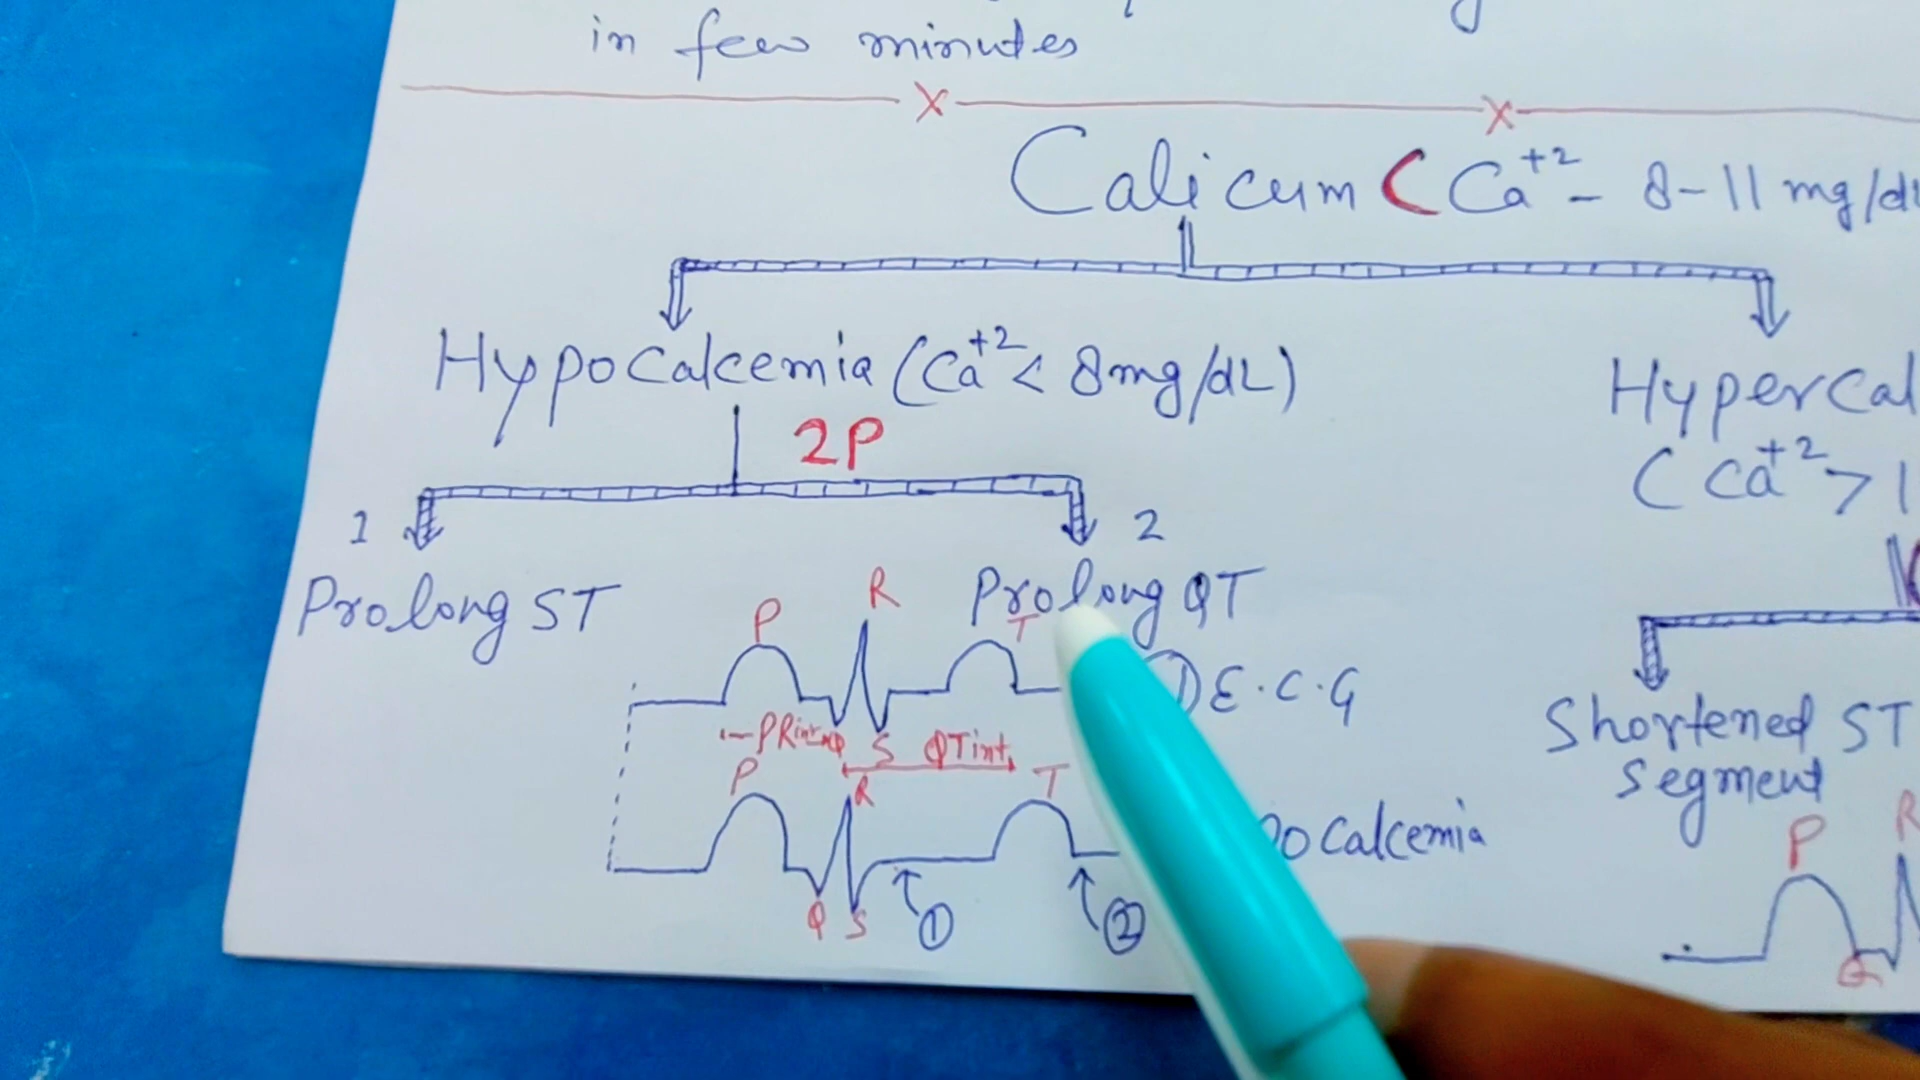 in few minutes
X X
Calicum (Ca+2 - 8-11 mg/dL
Hypocalcemia (Ca+2 < 8mg/dL)
Hypercal
(Ca+2 > 1
2P
1
2
Prolong ST
Prolong QT
P R T
E.C.G
PR int Q S QT int.
P R T
ocalcemia
Q S
1 2
Shortened ST
segment
P R
Q